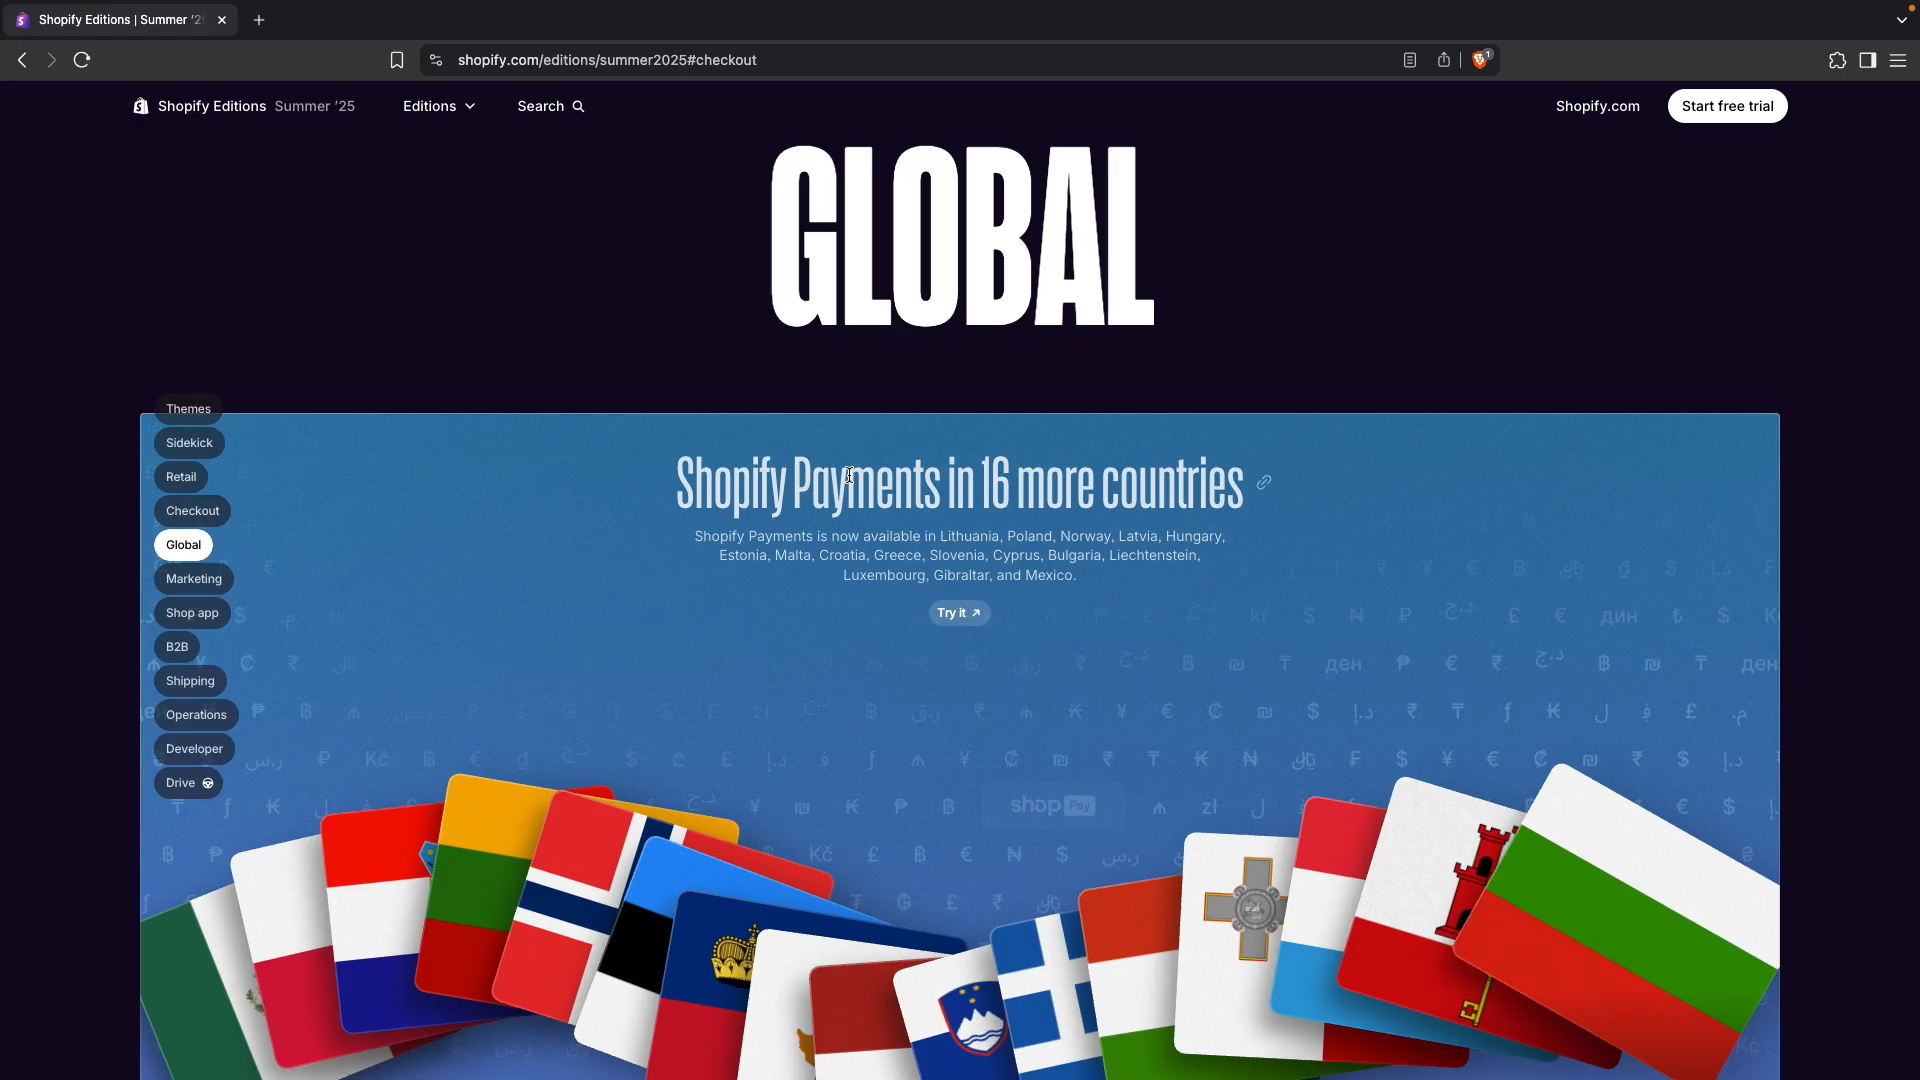 Shopify Editions | Summer '2
shopify.com/editions/summer2025#checkout
1
Shopify Editions Summer '25
Editions
Search
Shopify.com
Start free trial
GLOBAL
Themes
Sidekick
Retail
Checkout
Global
Marketing
Shop app
B2B
Shipping
Operations
Developer
Drive
Shopify Payments in 16 more countries
Shopify Payments is now available in Lithuania, Poland, Norway, Latvia, Hungary,
Estonia, Malta, Croatia, Greece, Slovenia, Cyprus, Bulgaria, Liechtenstein,
Luxembourg, Gibraltar, and Mexico.
Try it
shop Pay